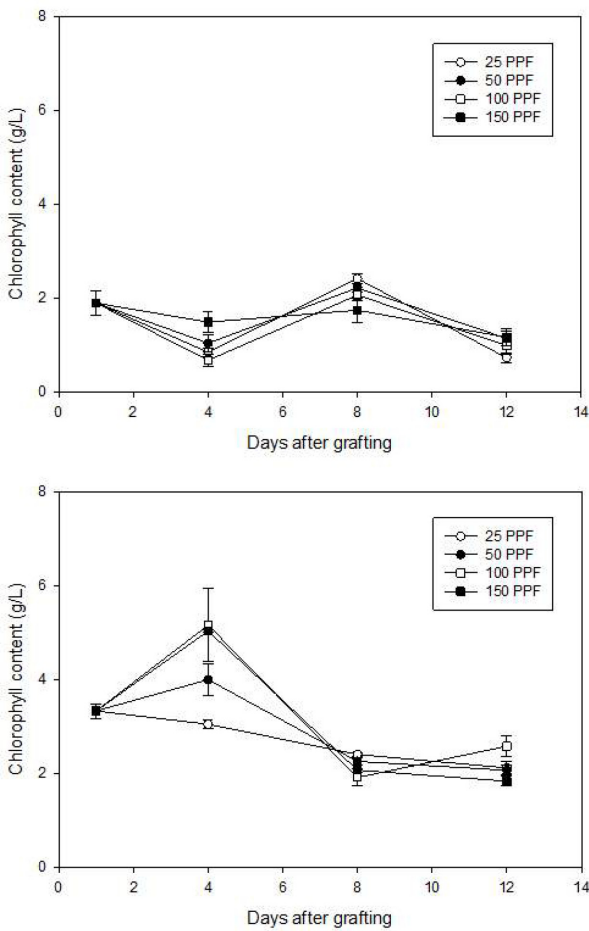 8
6
4
2
0
Chlorophyll content (g/L)
25 PPF
50 PPF
100 PPF
150 PPF
0 2 4 6 8 10 12 14
Days after grafting
8
6
4
2
0
Chlorophyll content (g/L)
25 PPF
50 PPF
100 PPF
150 PPF
0 2 4 6 8 10 12 14
Days after grafting